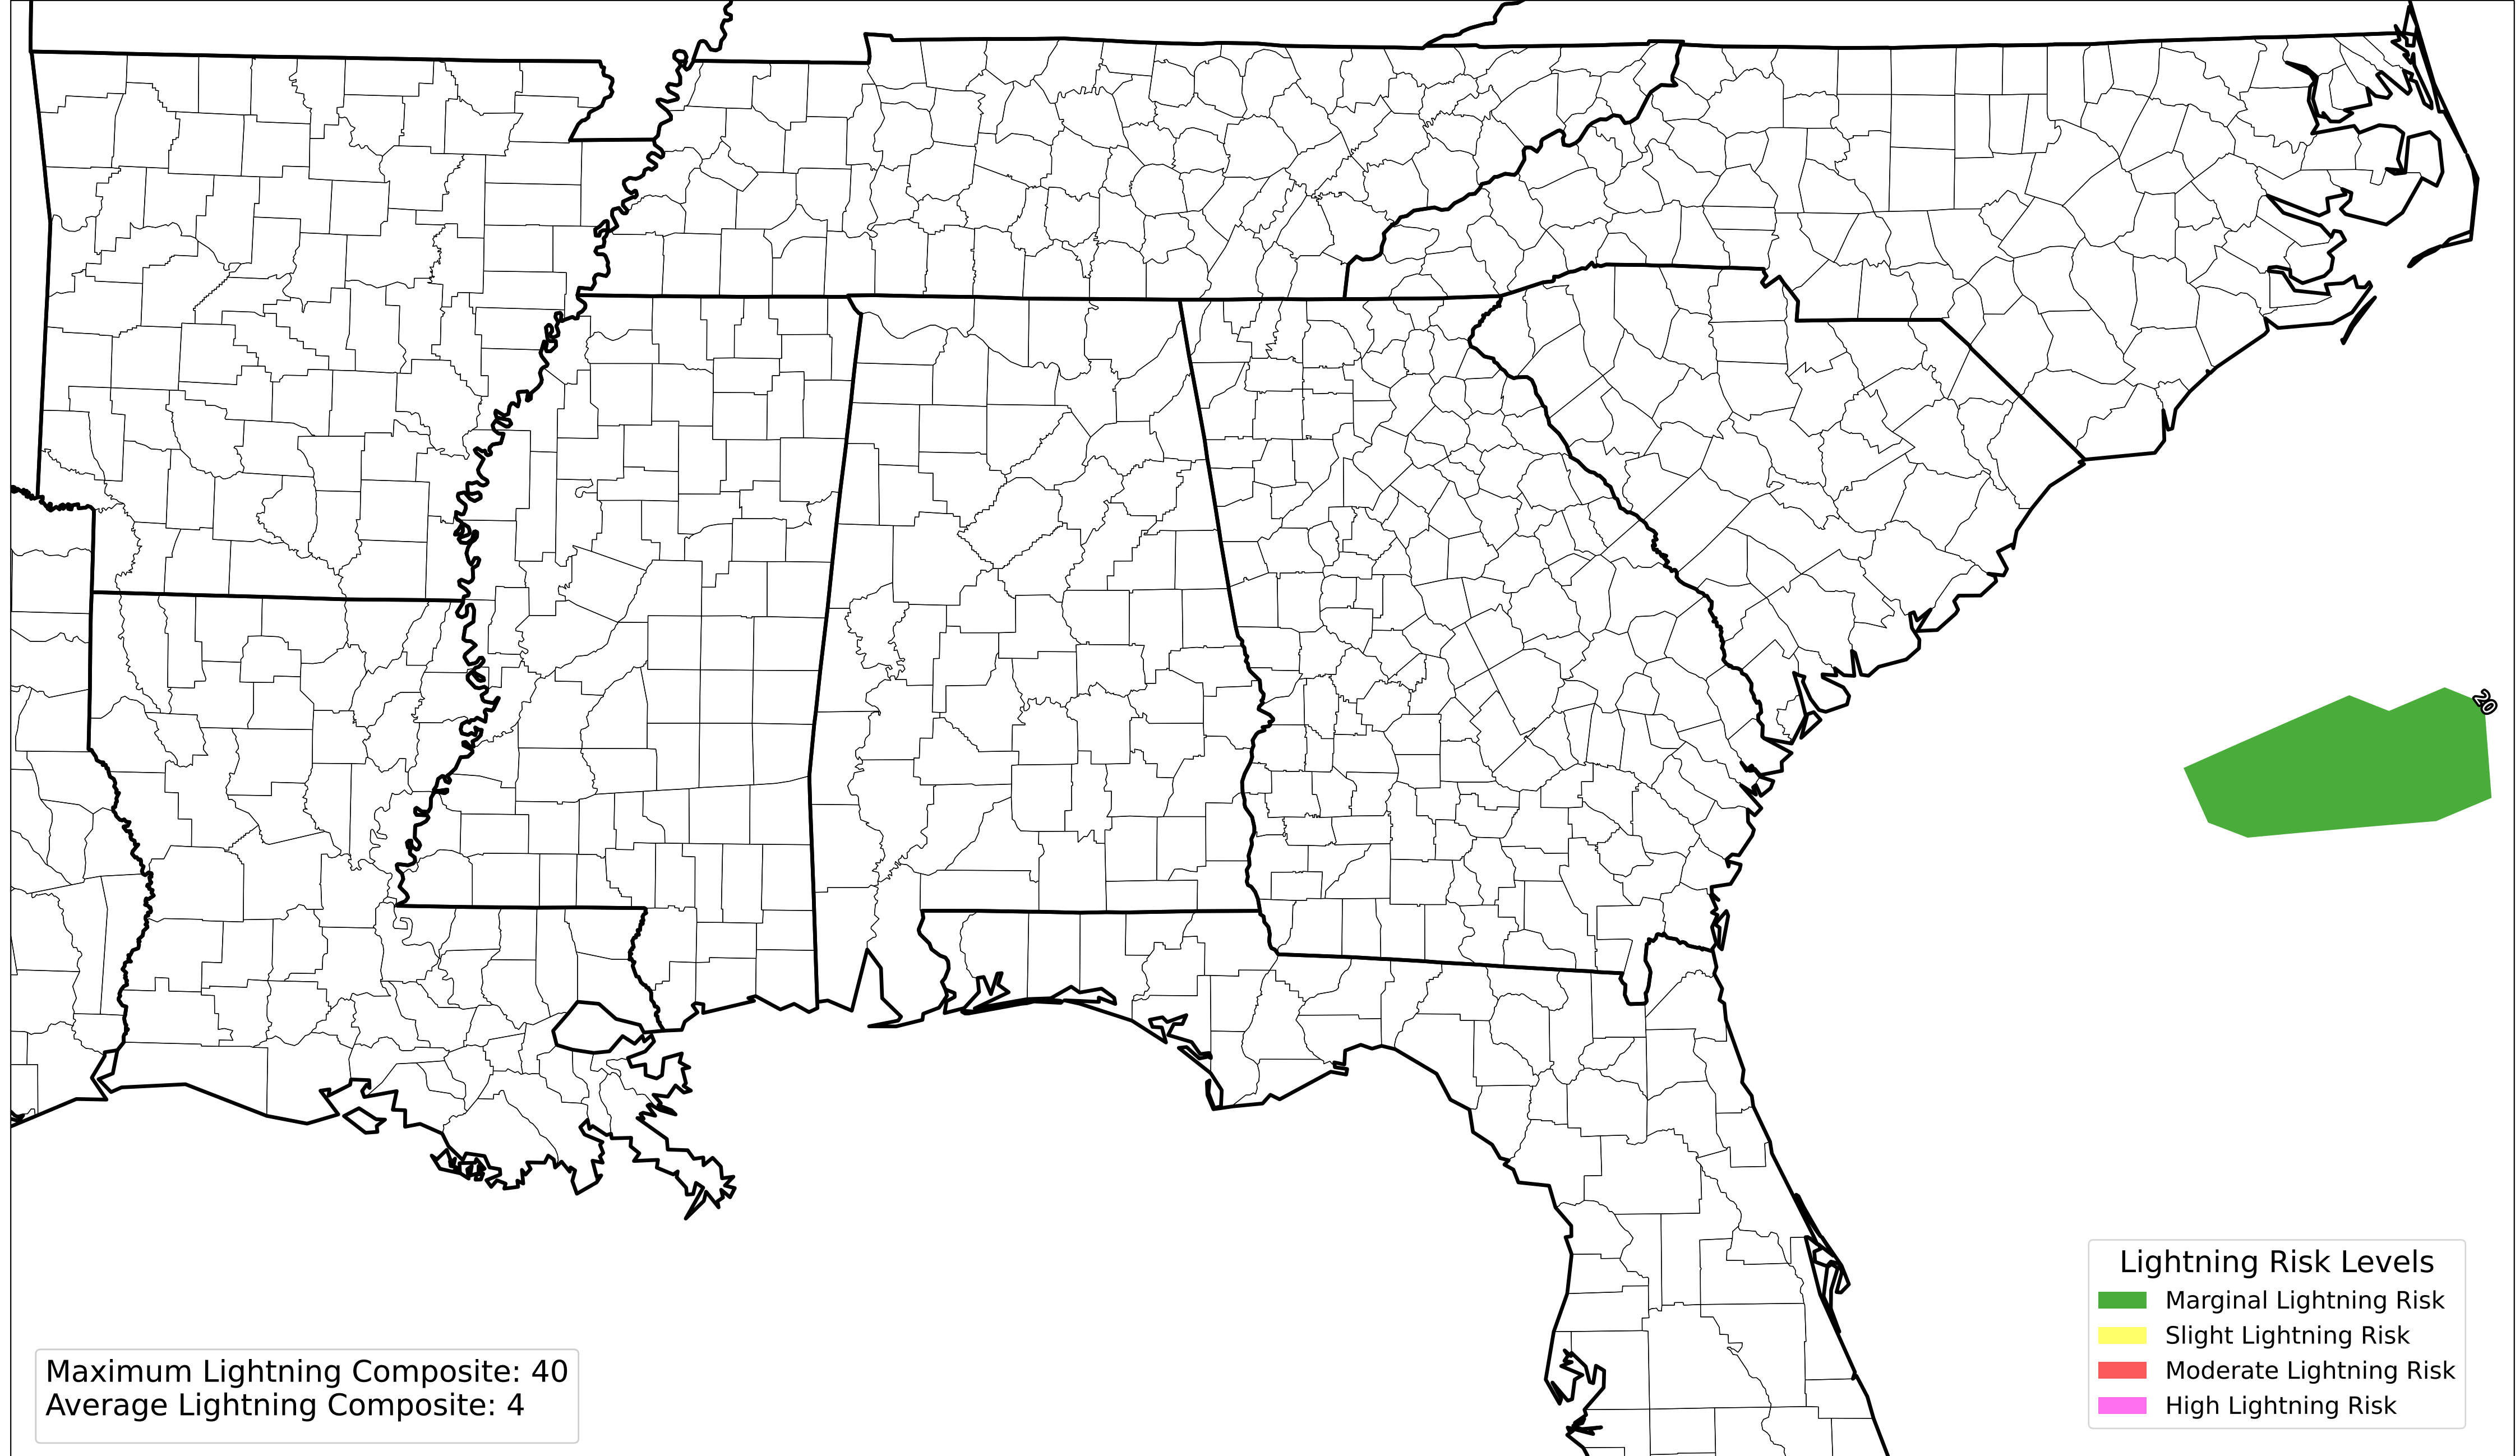 20
Lightning Risk Levels
Marginal Lightning Risk
Slight Lightning Risk
Moderate Lightning Risk
High Lightning Risk
Maximum Lightning Composite: 40
Average Lightning Composite: 4